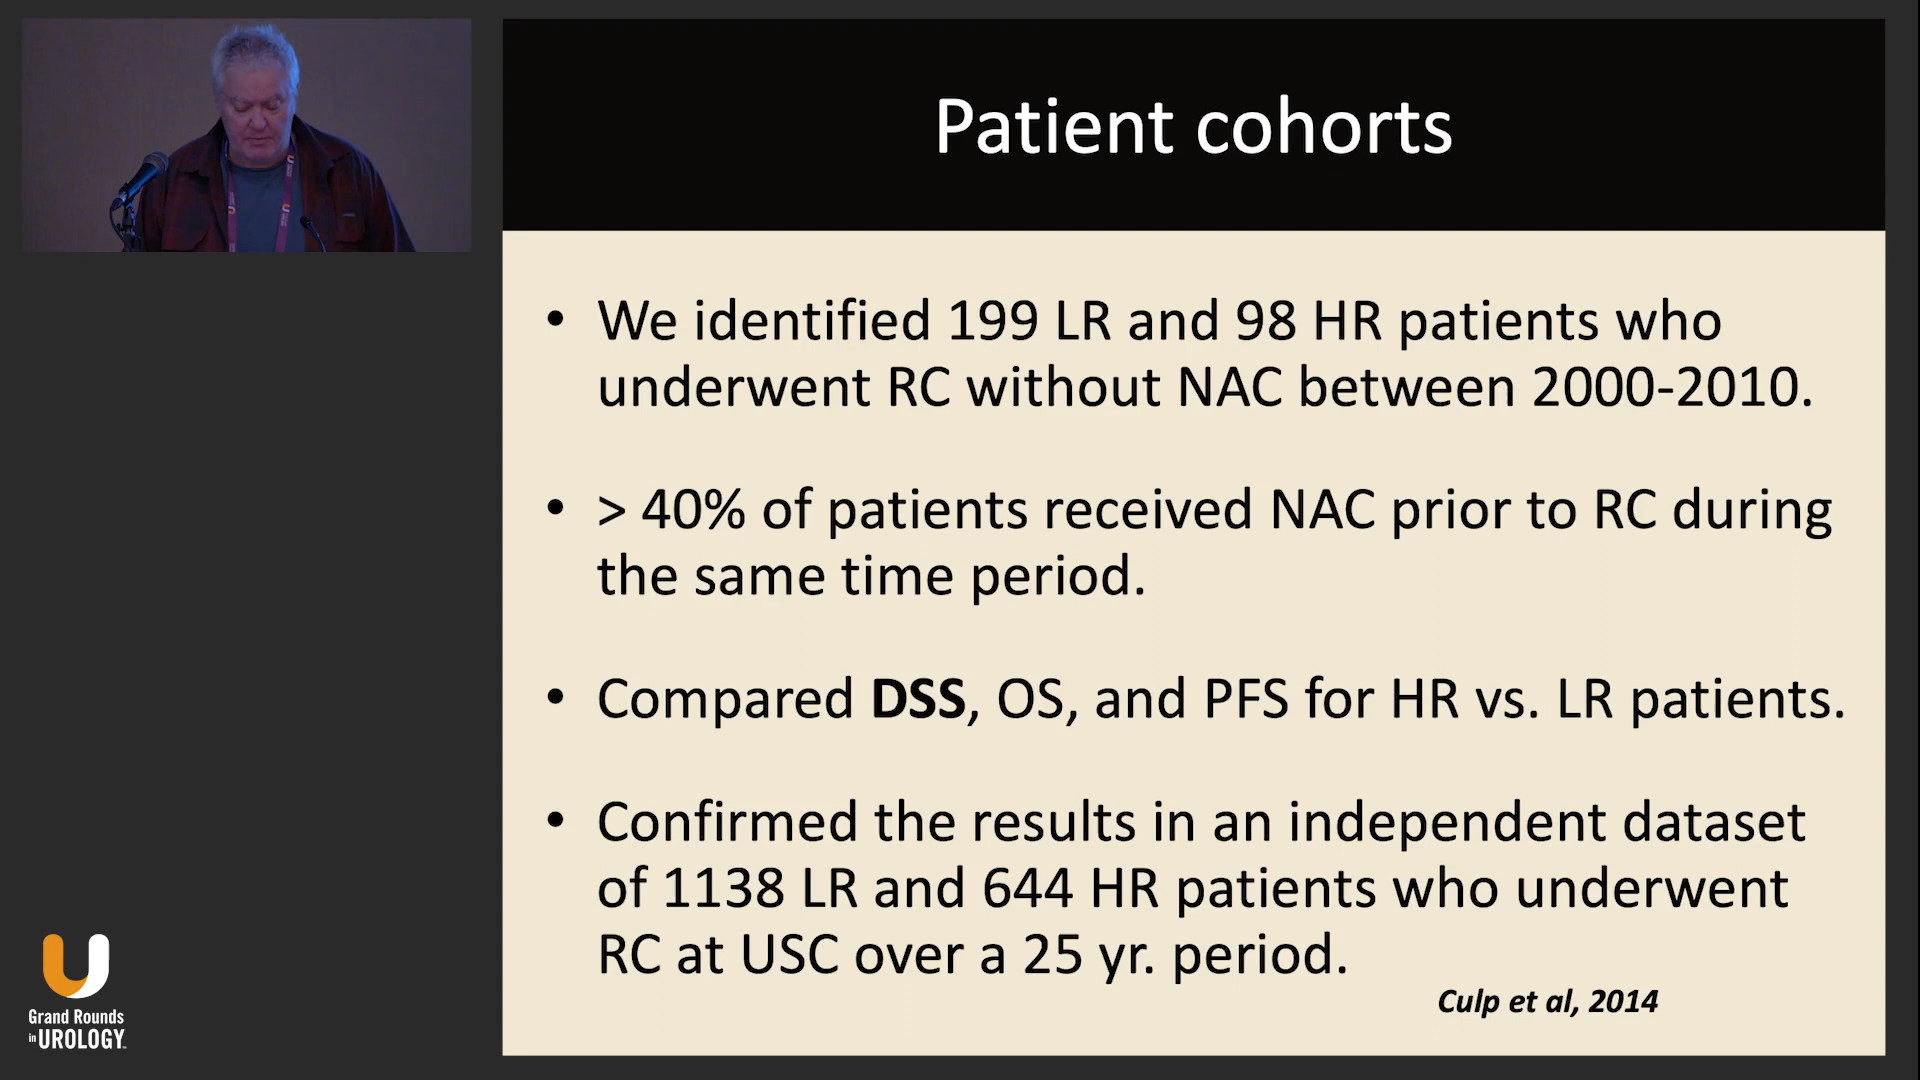 Patient cohorts
• We identified 199 LR and 98 HR patients who
underwent RC without NAC between 2000-2010.
• > 40% of patients received NAC prior to RC during
the same time period.
• Compared DSS, OS, and PFS for HR vs. LR patients.
• Confirmed the results in an independent dataset
of 1138 LR and 644 HR patients who underwent
RC at USC over a 25 yr. period.
Culp et al, 2014
Grand Rounds
in UROLOGY